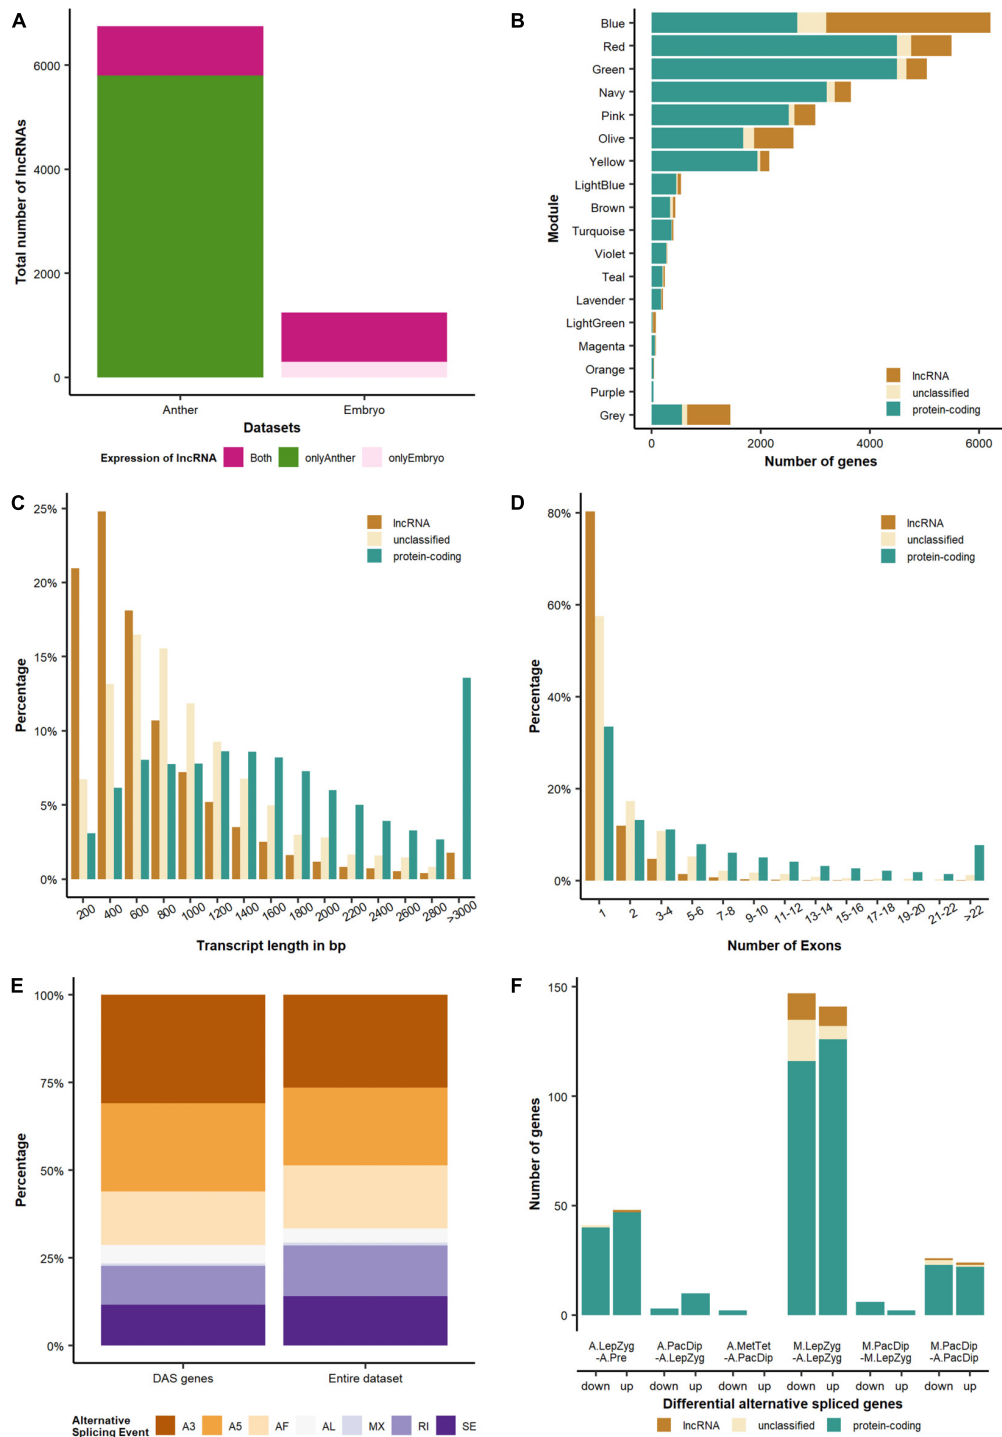 A
Total number of lncRNAs
6000
4000
2000
0
Anther
Embryo
Datasets
Expression of lncRNA
Both
onlyAnther
onlyEmbryo
B
Module
Blue
Red
Green
Navy
Pink
Olive
Yellow
LightBlue
Brown
Turquoise
Violet
Teal
Lavender
LightGreen
Magenta
Orange
Purple
Grey
lncRNA
unclassified
protein-coding
0
2000
4000
6000
Number of genes
C
Percentage
25%
20%
15%
10%
5%
0%
lncRNA
unclassified
protein-coding
200
400
600
800
1000
1200
1400
1600
1800
2000
2200
2400
2600
2800
>3000
Transcript length in bp
D
Percentage
80%
60%
40%
20%
0%
lncRNA
unclassified
protein-coding
1
2
3-4
5-6
7-8
9-10
11-12
13-14
15-16
17-18
19-20
21-22
>22
Number of Exons
E
Percentage
100%
75%
50%
25%
0%
DAS genes
Entire dataset
Alternative
Splicing Event
A3
A5
AF
AL
MX
RI
SE
F
Number of genes
150
100
50
0
A.LepZyg
-A.Pre
A.PacDip
-A.LepZyg
A.MetTet
-A.PacDip
M.LepZyg
-A.LepZyg
M.PacDip
-M.LepZyg
M.PacDip
-A.PacDip
down up
down up
down up
down up
down up
down up
Differential alternative spliced genes
lncRNA
unclassified
protein-coding